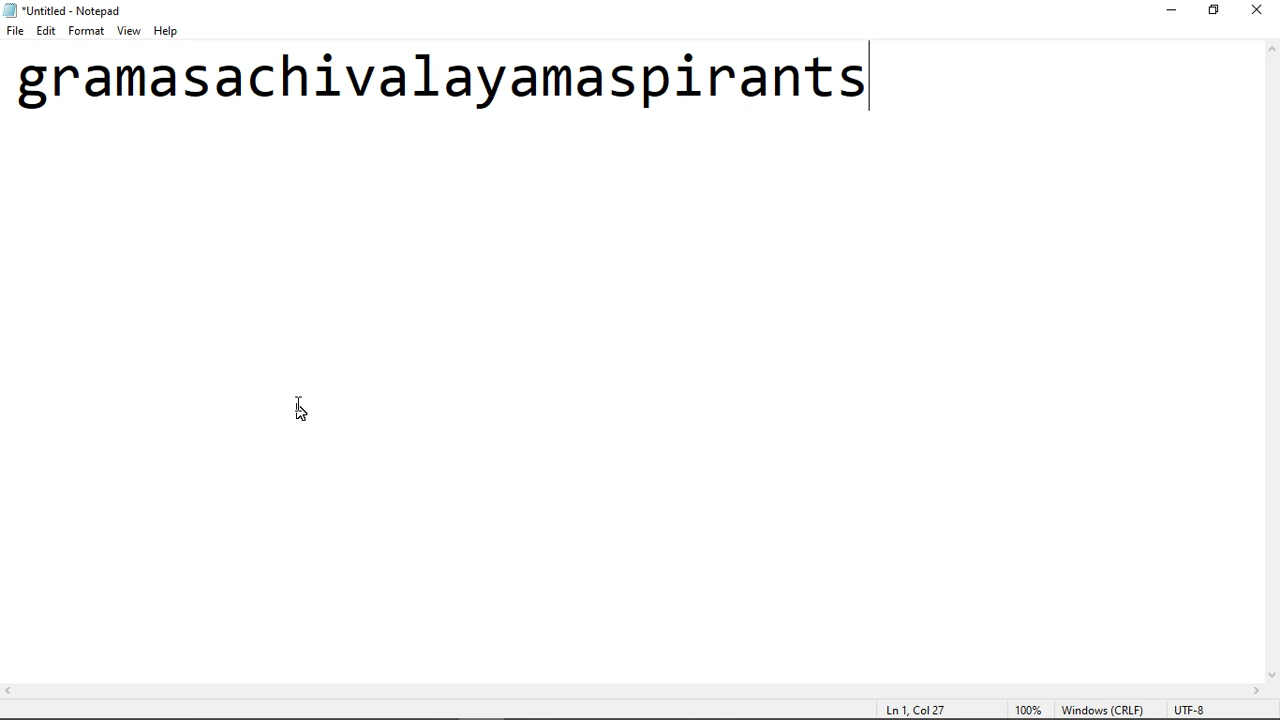 *Untitled - Notepad
File Edit Format View Help
gramasachivalayamaspirants
Ln 1, Col 27 100% Windows (CRLF) UTF-8